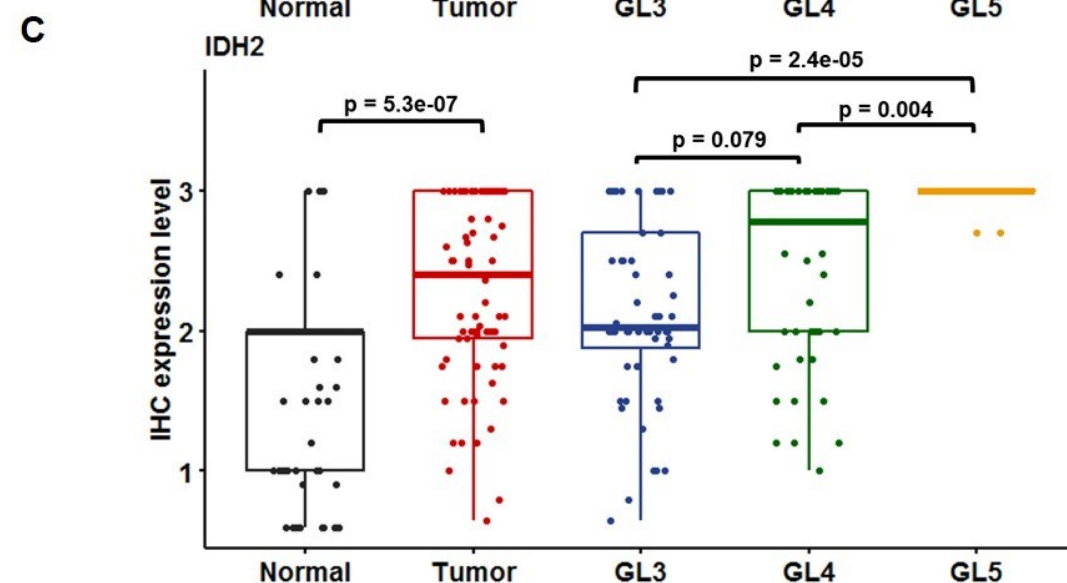 Normal Tumor GL3 GL4 GL5
C
IDH2
p = 2.4e-05
p = 5.3e-07
p = 0.004
p = 0.079
IHC expression level
3
2
1
Normal Tumor GL3 GL4 GL5